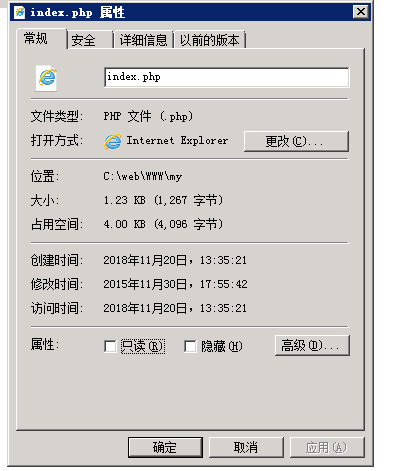 index.php 属性
常规 安全 详细信息 以前的版本
index.php
文件类型: PHP 文件 (.php)
打开方式: Internet Explorer 更改(C)...
位置: C:\web\WWW\my
大小: 1.23 KB (1,267 字节)
占用空间: 4.00 KB (4,096 字节)
创建时间: 2018年11月20日，13:35:21
修改时间: 2015年11月30日，17:55:42
访问时间: 2018年11月20日，13:35:21
属性: 只读(R) 隐藏(H) 高级(D)...
确定 取消 应用(A)